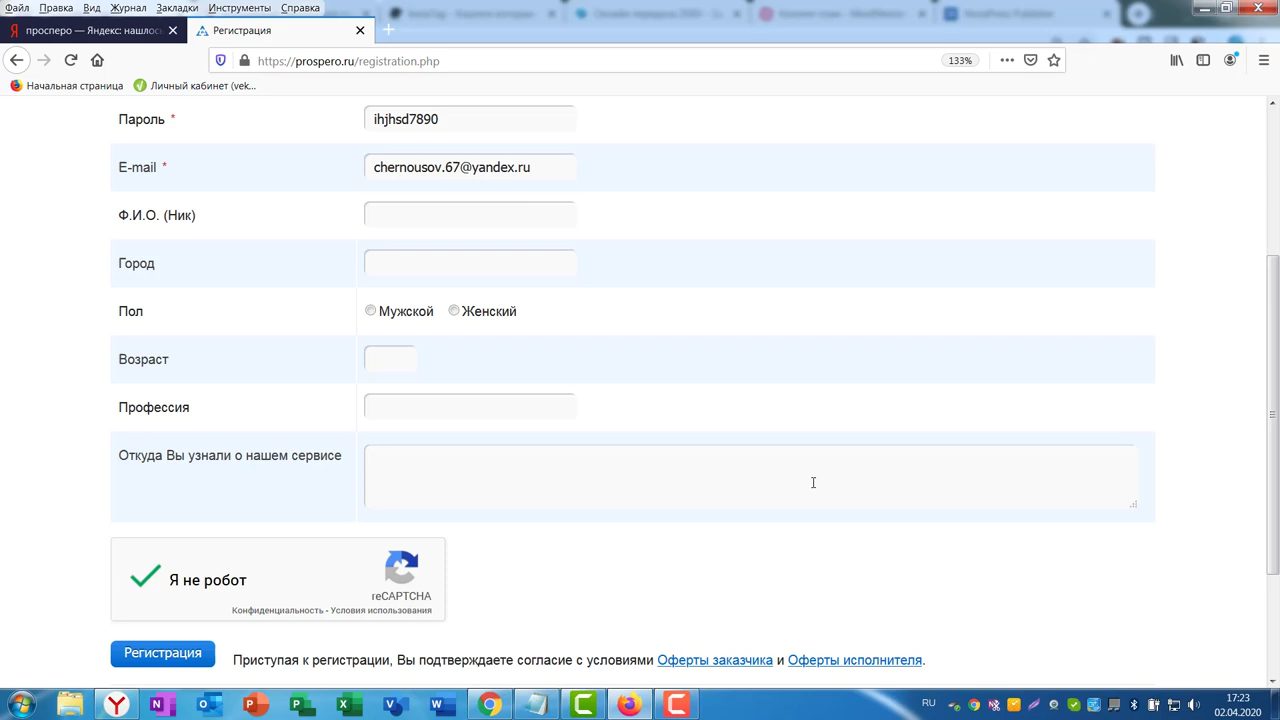 Файл Правка Вид Журнал Закладки Инструменты Справка
просперо — Яндекс: нашлось
Регистрация
https://prospero.ru/registration.php
133%
Начальная страница
Личный кабинет (vek...
Пароль *
ihjhsd7890
E-mail *
chernousov.67@yandex.ru
Ф.И.О. (Ник)
Город
Пол
Мужской Женский
Возраст
Профессия
Откуда Вы узнали о нашем сервисе
Я не робот
reCAPTCHA
Конфиденциальность - Условия использования
Регистрация
Приступая к регистрации, Вы подтверждаете согласие с условиями Оферты заказчика и Оферты исполнителя.
RU
17:23
02.04.2020